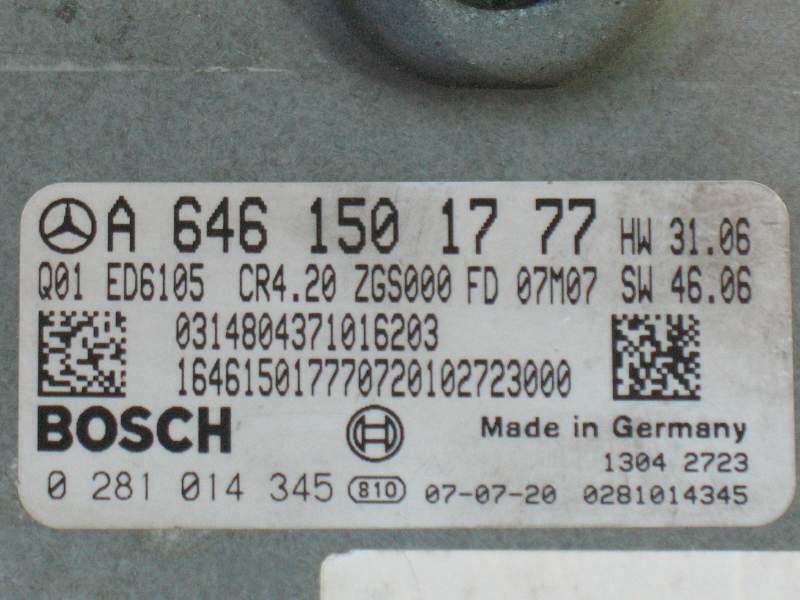 A 646 150 17 77 HW 31.06
Q01 ED6105 CR4.20 ZGS000 FD 07M07 SW 46.06
0314804371016203
1646150177770720102723000
BOSCH Made in Germany
1304 2723
0 281 014 345 810 07-07-20 0281014345